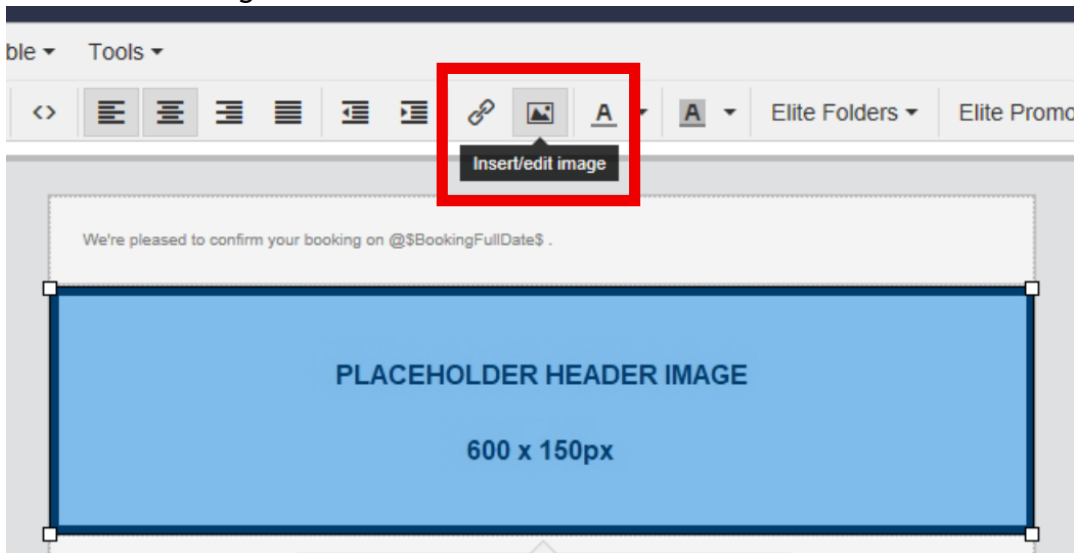 ble Tools
<> A A Elite Folders Elite Promo
Insert/edit image
We're pleased to confirm your booking on @$BookingFullDate$ .
PLACEHOLDER HEADER IMAGE
600 x 150px